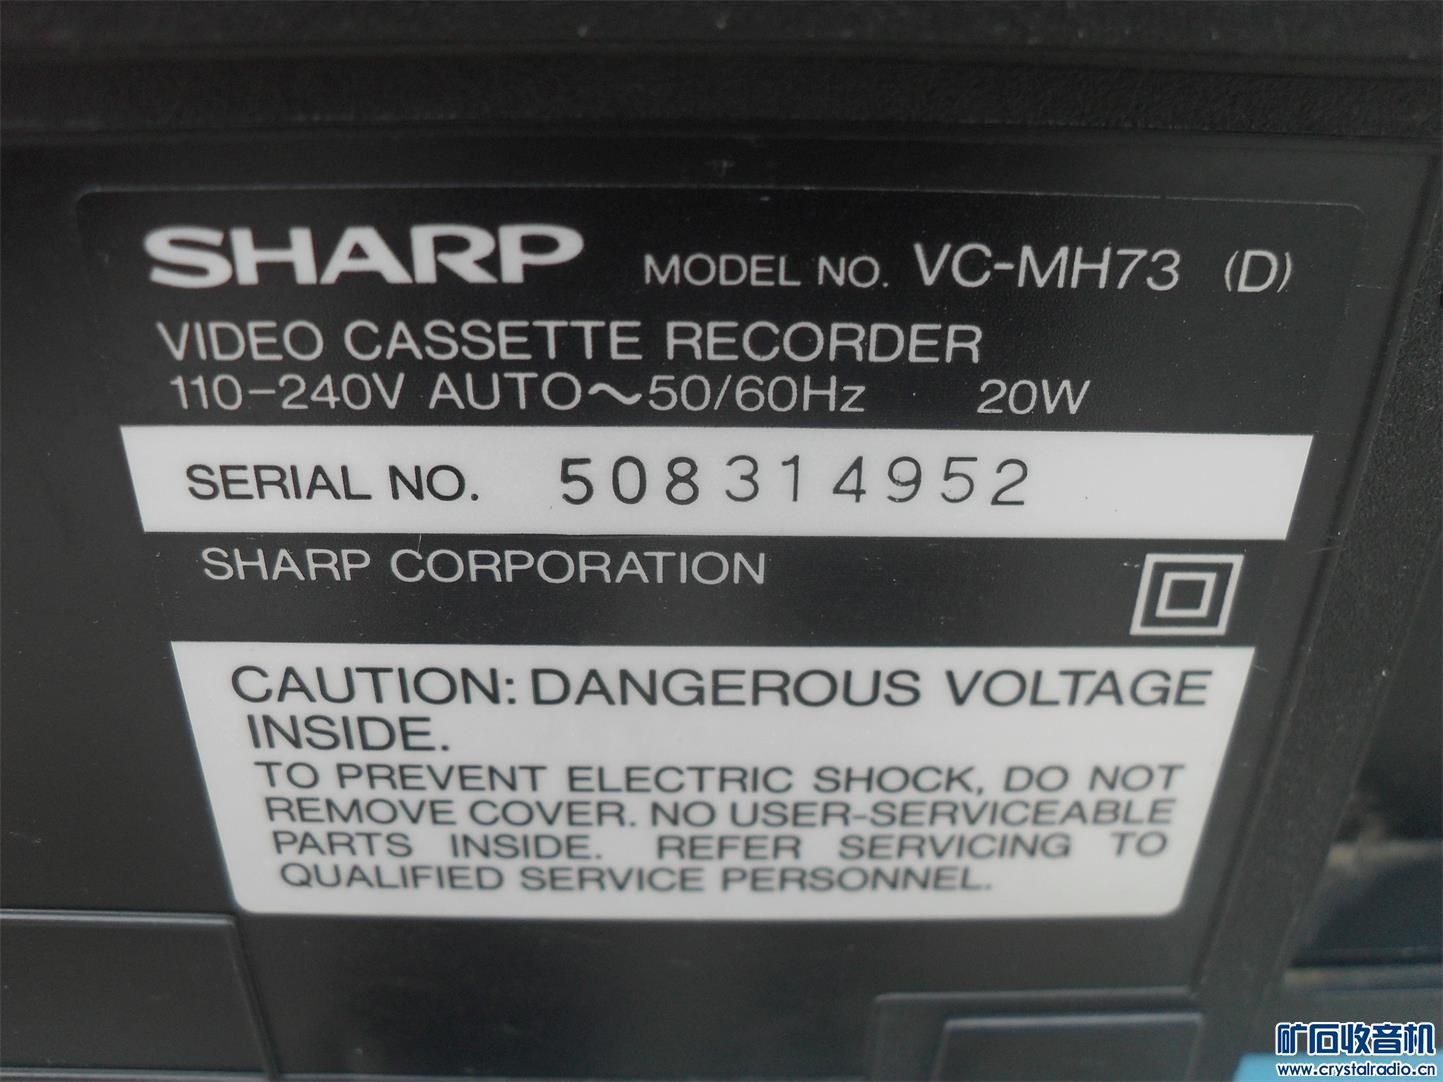 SHARP MODEL NO. VC-MH73 (D)
VIDEO CASSETTE RECORDER
110-240V AUTO～50/60Hz 20W
SERIAL NO. 508314952
SHARP CORPORATION
CAUTION: DANGEROUS VOLTAGE
INSIDE.
TO PREVENT ELECTRIC SHOCK, DO NOT
REMOVE COVER. NO USER-SERVICEABLE
PARTS INSIDE. REFER SERVICING TO
QUALIFIED SERVICE PERSONNEL.
矿石收音机
www.crystalradio.cn